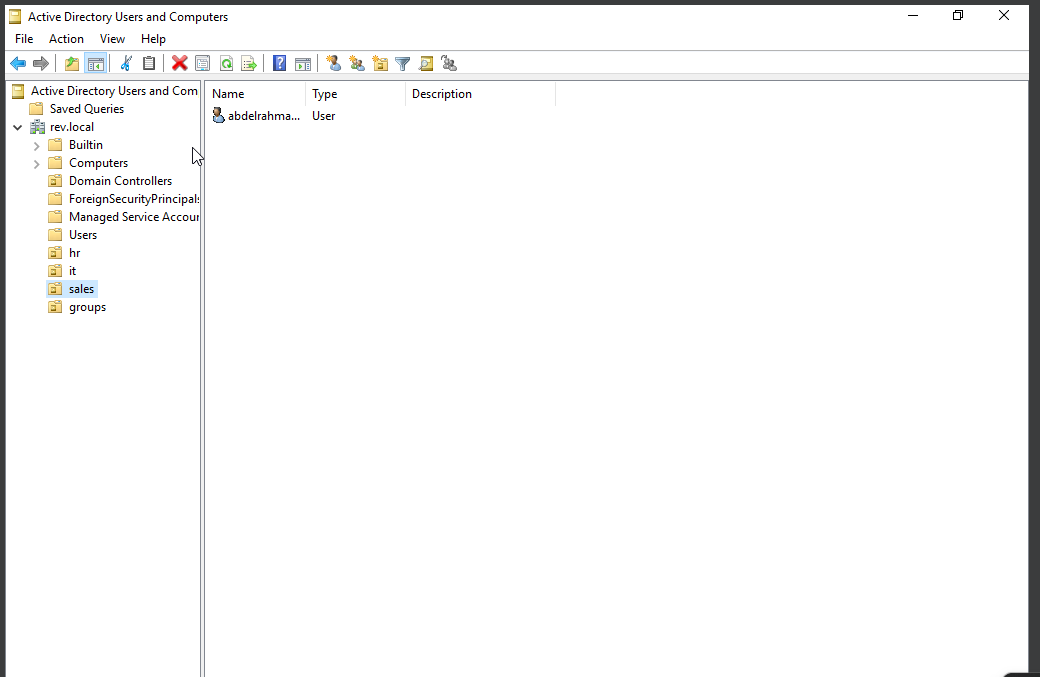 Active Directory Users and Computers
File Action View Help
Active Directory Users and Com
Saved Queries
rev.local
Builtin
Computers
Domain Controllers
ForeignSecurityPrincipals
Managed Service Accoun
Users
hr
it
sales
groups
Name Type Description
abdelrahma... User